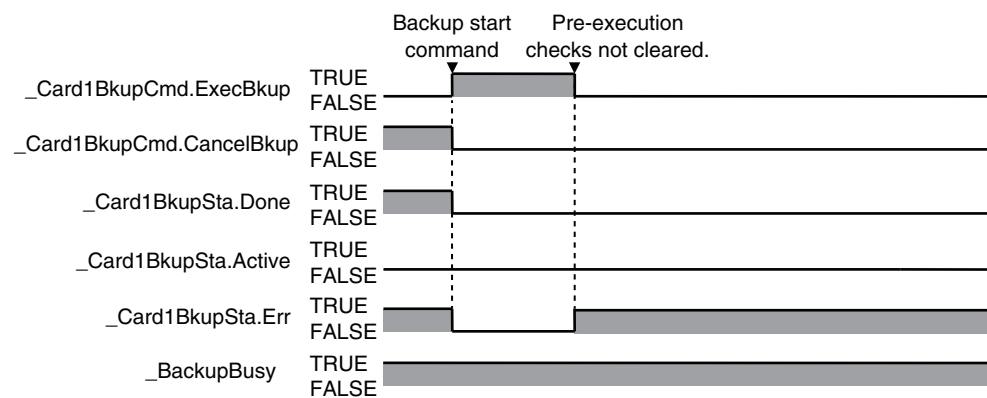 Backup start
command
Pre-execution
checks not cleared.
_Card1BkupCmd.ExecBkup
TRUE
FALSE
_Card1BkupCmd.CancelBkup
TRUE
FALSE
_Card1BkupSta.Done
TRUE
FALSE
_Card1BkupSta.Active
TRUE
FALSE
_Card1BkupSta.Err
TRUE
FALSE
_BackupBusy
TRUE
FALSE